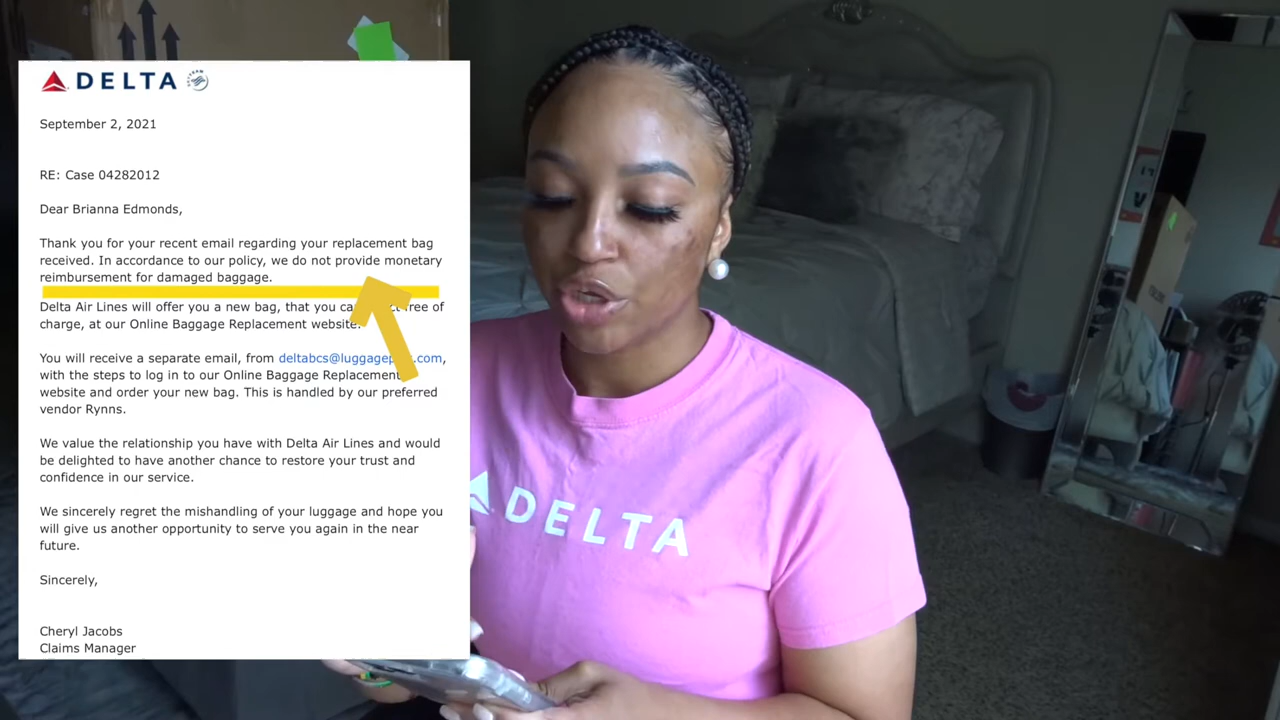 DELTA
September 2, 2021
RE: Case 04282012
Dear Brianna Edmonds,
Thank you for your recent email regarding your replacement bag
received. In accordance to our policy, we do not provide monetary
reimbursement for damaged baggage.
Delta Air Lines will offer you a new bag, that you can of
charge, at our Online Baggage Replacement website.
You will receive a separate email, from
with the steps to log in to our Online Baggage Replacement
website and order your new bag. This is handled by our preferred
vendor Rynns.
We value the relationship you have with Delta Air Lines and would
be delighted to have another chance to restore your trust and
confidence in our service.
We sincerely regret the mishandling of your luggage and hope you
will give us another opportunity to serve you again in the near
future.
Sincerely,
Cheryl Jacobs
Claims Manager
DELTA